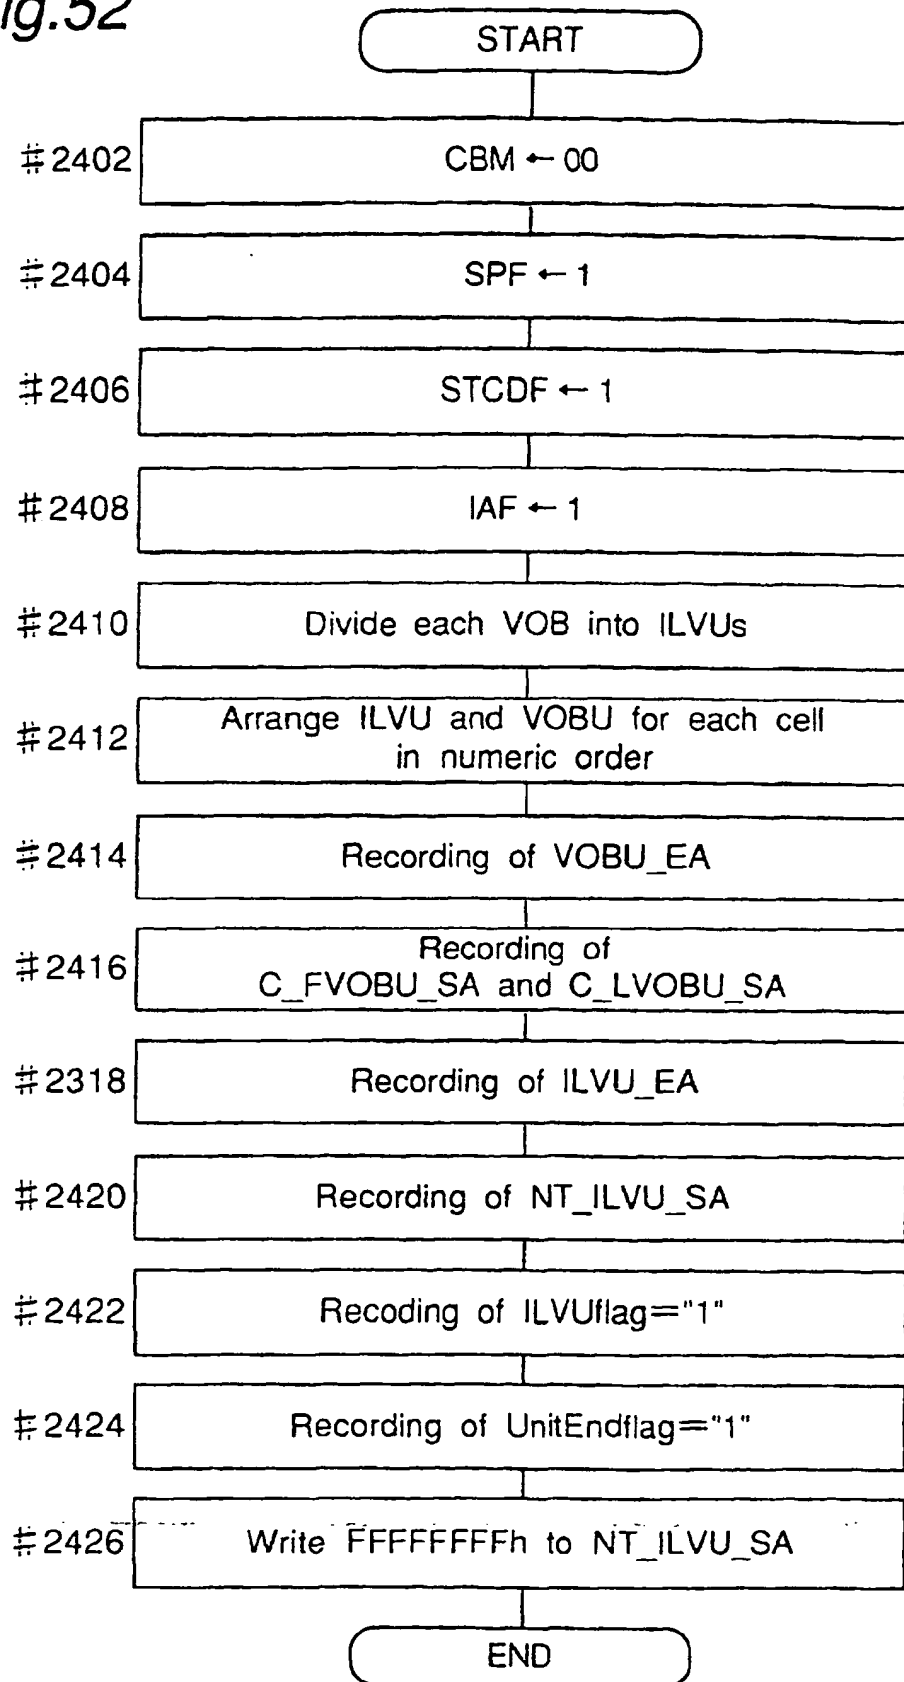 ig.52
START
#2402
CBM ← 00
#2404
SPF ← 1
#2406
STCDF ← 1
#2408
IAF ← 1
#2410
Divide each VOB into ILVUs
#2412
Arrange ILVU and VOBU for each cell
in numeric order
#2414
Recording of VOBU_EA
#2416
Recording of
C_FVOBU_SA and C_LVOBU_SA
#2318
Recording of ILVU_EA
#2420
Recording of NT_ILVU_SA
#2422
Recoding of ILVUflag="1"
#2424
Recording of UnitEndflag="1"
#2426
Write FFFFFFFFh to NT_ILVU_SA
END